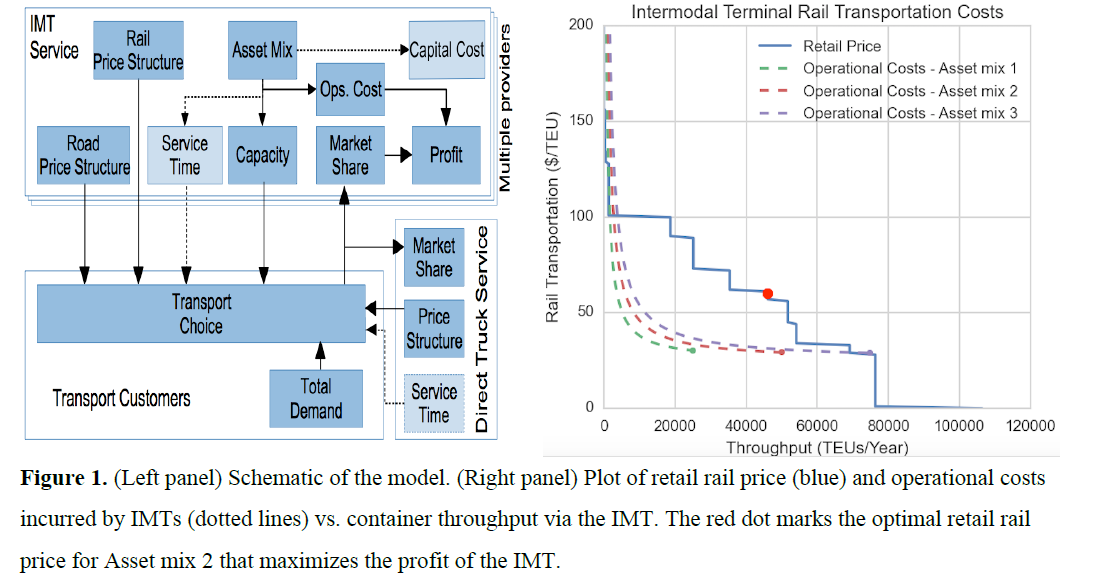 IMT
Service
Rail
Price Structure
Asset Mix
Capital Cost
Ops. Cost
Road
Price Structure
Service
Time
Capacity
Market
Share
Profit
Multiple providers
Market
Share
Price
Structure
Service
Time
Direct Truck Service
Transport
Choice
Transport Customers
Total
Demand
Intermodal Terminal Rail Transportation Costs
Retail Price
Operational Costs - Asset mix 1
Operational Costs - Asset mix 2
Operational Costs - Asset mix 3
Rail Transportation ($/TEU)
200
150
100
50
0
0 20000 40000 60000 80000 100000 120000
Throughput (TEUs/Year)
Figure 1. (Left panel) Schematic of the model. (Right panel) Plot of retail rail price (blue) and operational costs
incurred by IMTs (dotted lines) vs. container throughput via the IMT. The red dot marks the optimal retail rail
price for Asset mix 2 that maximizes the profit of the IMT.